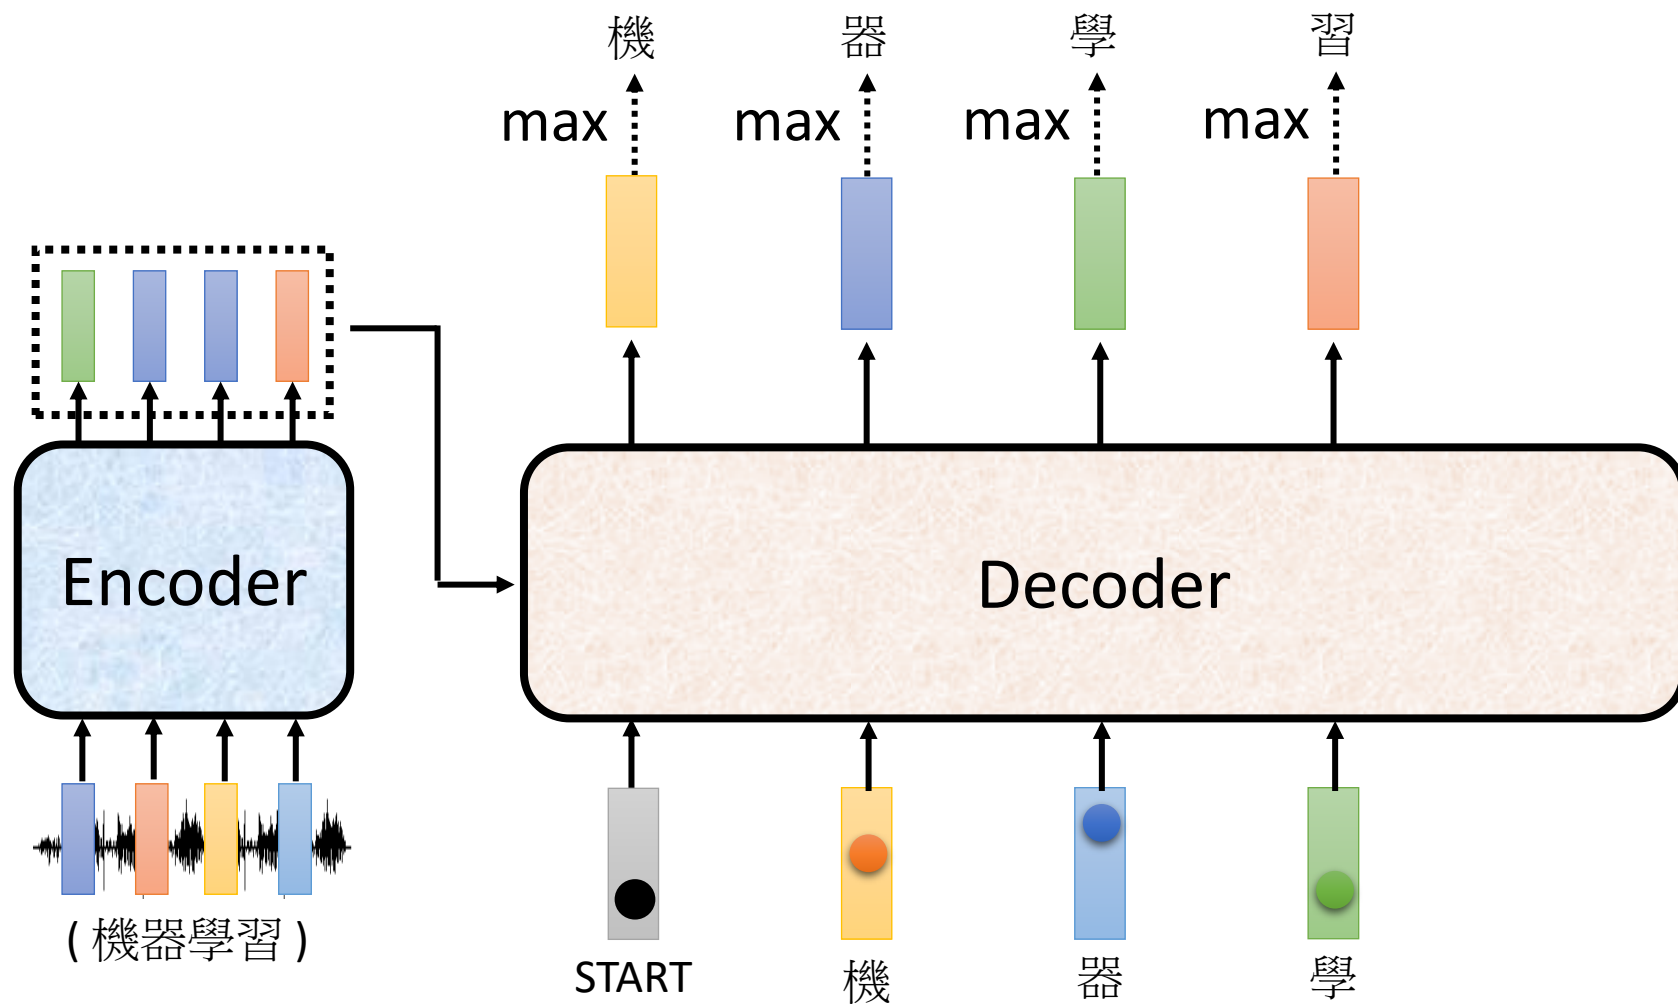 機 器 學 習
max max max max
Encoder
Decoder
( 機器學習 )
START 機 器 學